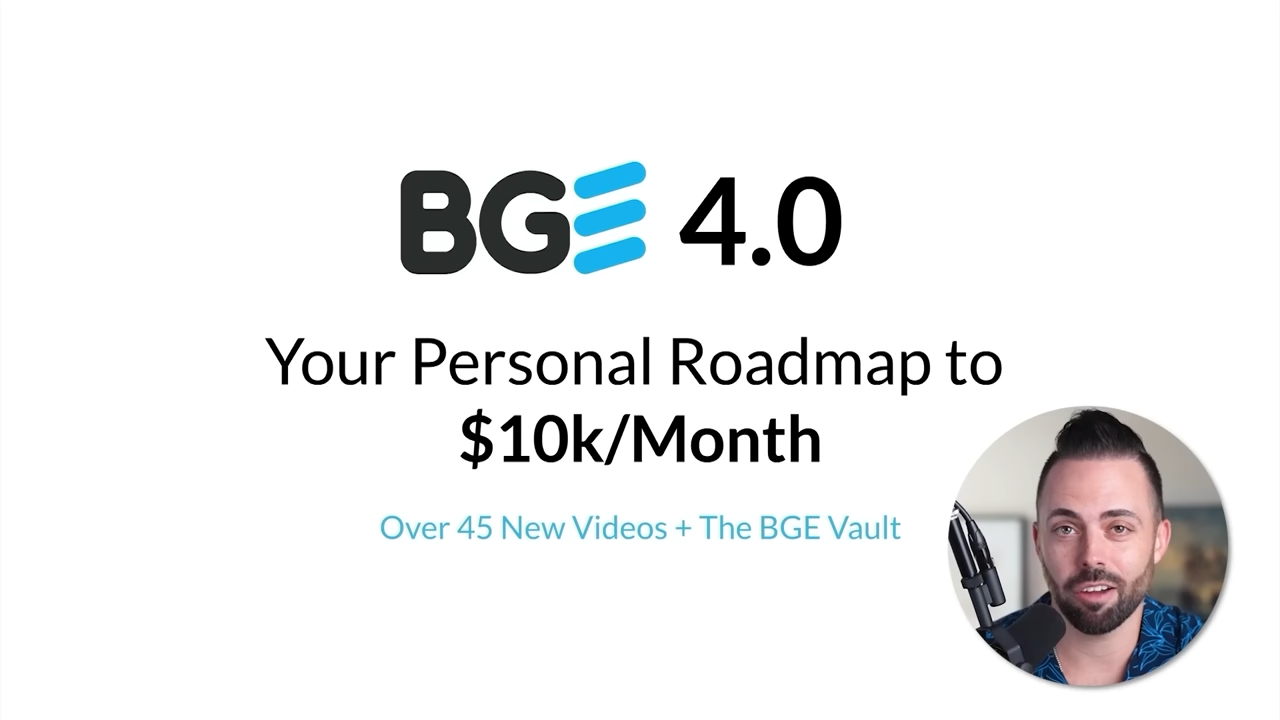 BGE 4.0
Your Personal Roadmap to
$10k/Month
Over 45 New Videos + The BGE Vault